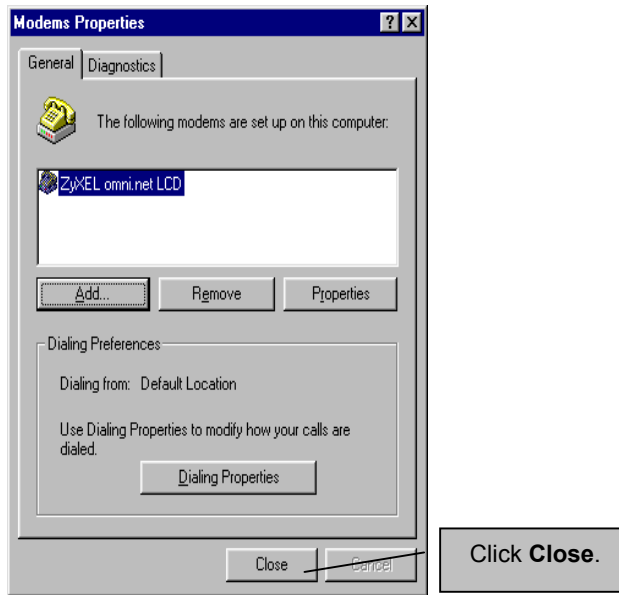 Modems Properties
General Diagnostics
The following modems are set up on this computer:
ZyXEL omni.net LCD
Add... Remove Properties
Dialing Preferences
Dialing from: Default Location
Use Dialing Properties to modify how your calls are
dialed.
Dialing Properties
Close Cancel
Click Close.